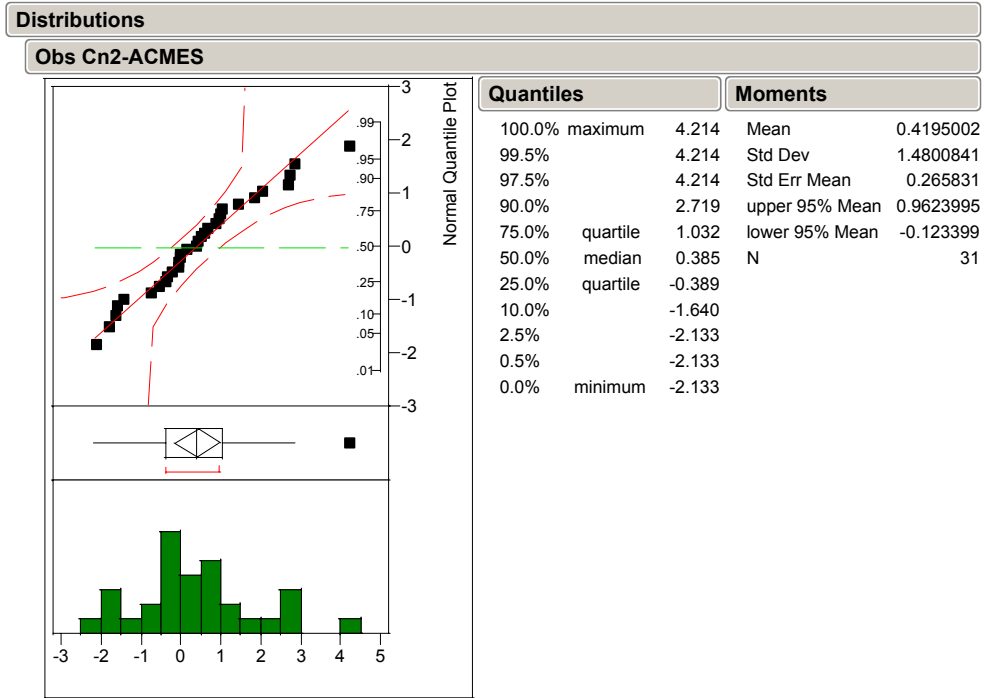 Distributions
Obs Cn2-ACMES
3
2
1
0
-1
-2
-3
.99
.95
.90
.75
.50
.25
.10
.05
.01
Normal Quantile Plot
-3 -2 -1 0 1 2 3 4 5
Quantiles
100.0% maximum 4.214
99.5% 4.214
97.5% 4.214
90.0% 2.719
75.0% quartile 1.032
50.0% median 0.385
25.0% quartile -0.389
10.0% -1.640
2.5% -2.133
0.5% -2.133
0.0% minimum -2.133
Moments
Mean 0.4195002
Std Dev 1.4800841
Std Err Mean 0.265831
upper 95% Mean 0.9623995
lower 95% Mean -0.123399
N 31